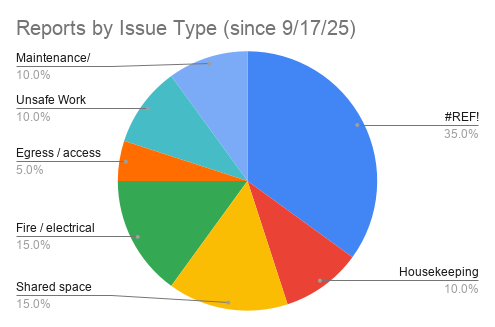 Reports by Issue Type (since 9/17/25)
Maintenance/
10.0%
Unsafe Work
10.0%
Egress / access
5.0%
Fire / electrical
15.0%
Shared space
15.0%
#REF!
35.0%
Housekeeping
10.0%